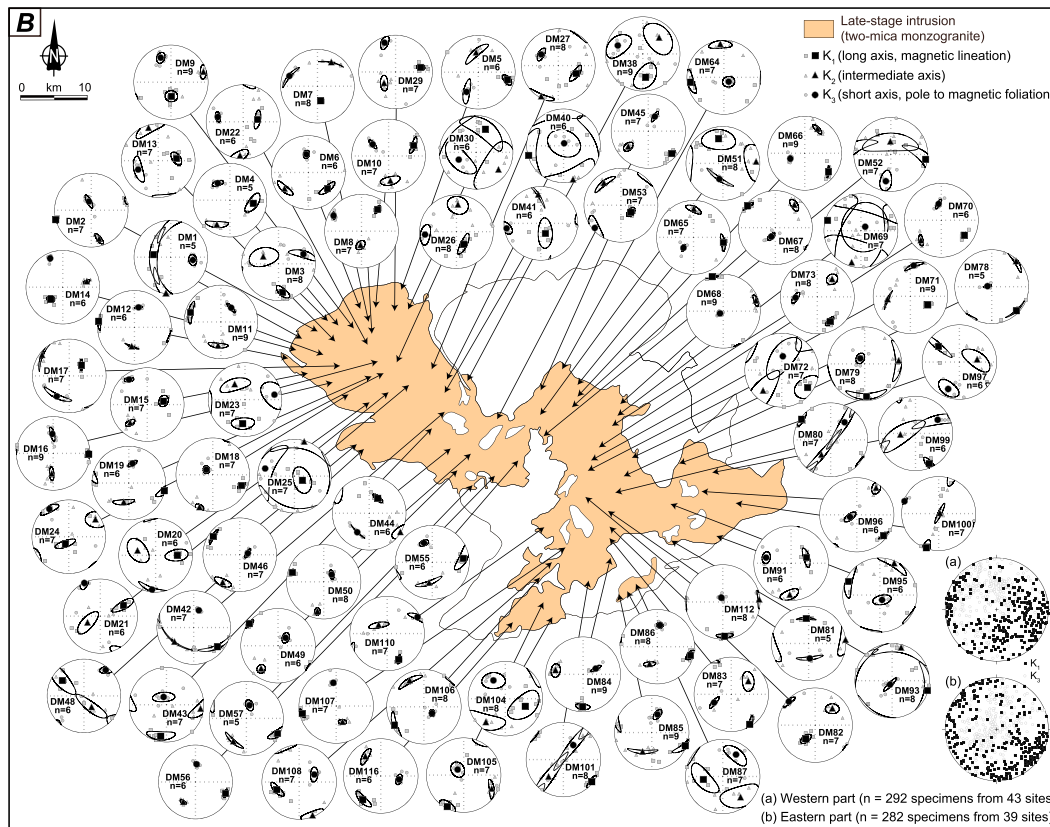 B
N
0 km 10
Late-stage intrusion
(two-mica monzogranite)
K1 (long axis, magnetic lineation)
K2 (intermediate axis)
K3 (short axis, pole to magnetic foliation)
DM9
n=9
DM7
n=8
DM29
n=7
DM5
n=6
DM27
n=8
DM38
n=9
DM64
n=7
DM22
n=6
DM13
n=7
DM6
n=6
DM10
n=7
DM30
n=6
DM40
n=6
DM45
n=7
DM51
n=8
DM66
n=9
DM52
n=7
DM4
n=5
DM2
n=7
DM1
n=5
DM3
n=8
DM8
n=7
DM26
n=8
DM41
n=6
DM53
n=7
DM65
n=7
DM67
n=8
DM69
n=7
DM70
n=6
DM14
n=6
DM12
n=6
DM11
n=9
DM68
n=9
DM73
n=8
DM71
n=9
DM78
n=5
DM17
n=7
DM15
n=7
DM23
n=7
DM72
n=7
DM79
n=8
DM97
n=6
DM16
n=9
DM19
n=6
DM18
n=7
DM25
n=7
DM80
n=7
DM99
n=6
DM24
n=7
DM20
n=6
DM46
n=7
DM44
n=6
DM55
n=6
DM96
n=6
DM100
n=7
DM21
n=6
DM42
n=7
DM50
n=8
DM91
n=6
DM95
n=6
DM49
n=6
DM110
n=7
DM112
n=8
DM81
n=5
DM86
n=8
DM48
n=6
DM43
n=7
DM57
n=5
DM107
n=7
DM106
n=8
DM104
n=8
DM84
n=9
DM83
n=7
DM93
n=8
DM85
n=9
DM82
n=7
DM56
n=6
DM108
n=7
DM116
n=6
DM105
n=7
DM101
n=8
DM87
n=7
(a)
K1
K3
(b)
(a) Western part (n = 292 specimens from 43 sites)
(b) Eastern part (n = 282 specimens from 39 sites)